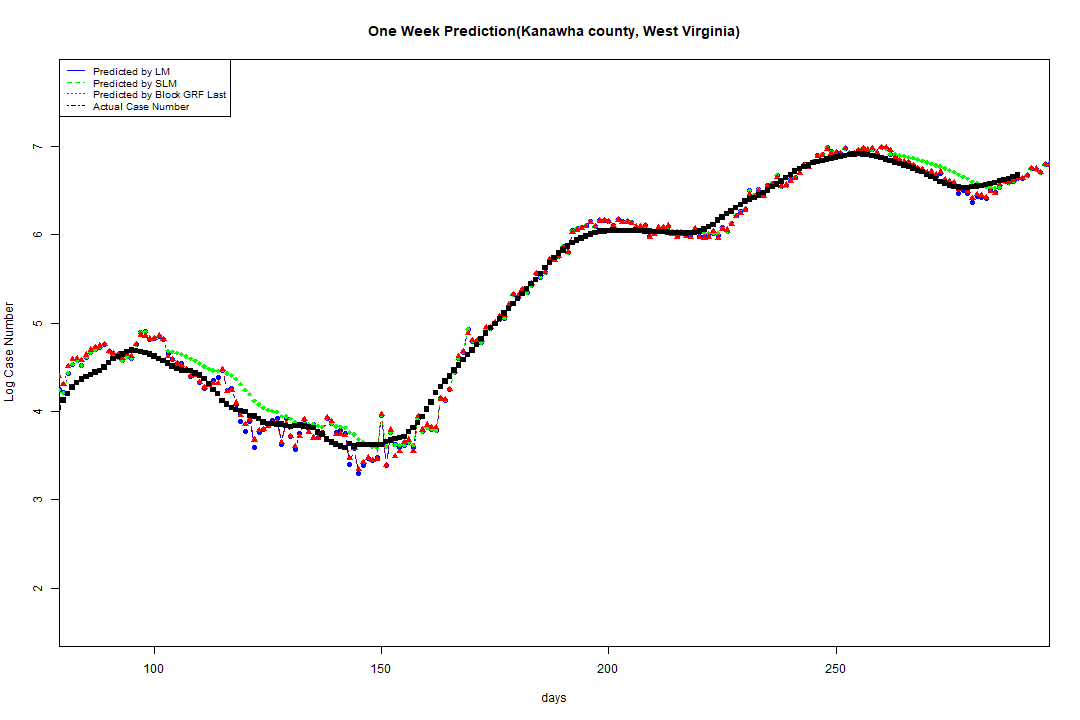 One Week Prediction(Kanawha county, West Virginia)
Predicted by LM
Predicted by SLM
Predicted by Block GRF Last
Actual Case Number
7
6
5
4
3
2
Log Case Number
100 150 200 250
days